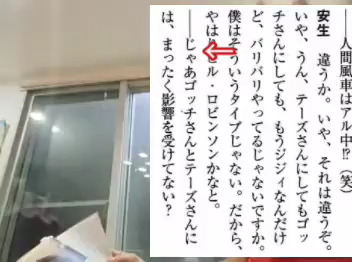 ――人間風車はアル中⁉(笑)
安生　違うか。いや、それは違うぞ。
いや、うん、テーズさんにしてもゴッ
チさんにしても、もうジジィなんだけ
ど、バリバリやってるじゃないですか。
僕はそういうタイプじゃない。だから、
やは ル・ロビンソンかなと。
――じゃあゴッチさんとテーズさんに
は、まったく影響を受けてない?